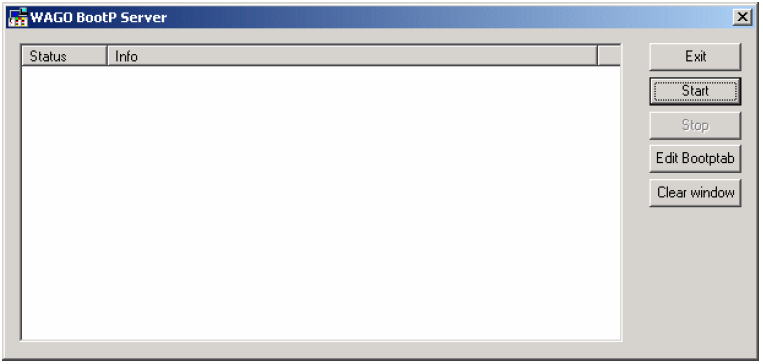 WAGO BootP Server
Status Info
Exit
Start
Stop
Edit Bootptab
Clear window